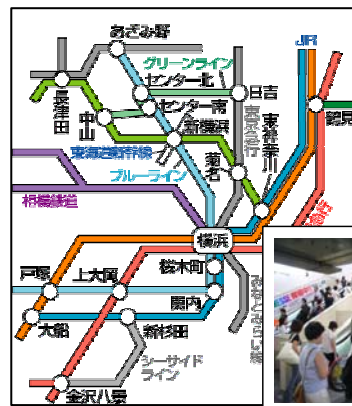 あざみ野
JR
グリーンライン
センター北
日吉
長津田
センター南
中山
新横浜
東京急行
東神奈川
鶴見
東海道新幹線
菊名
ブルーライン
相模鉄道
横浜
桜木町
戸塚
上大岡
関内
みなとみらい線
大船
新杉田
シーサイド
ライン
金沢八景